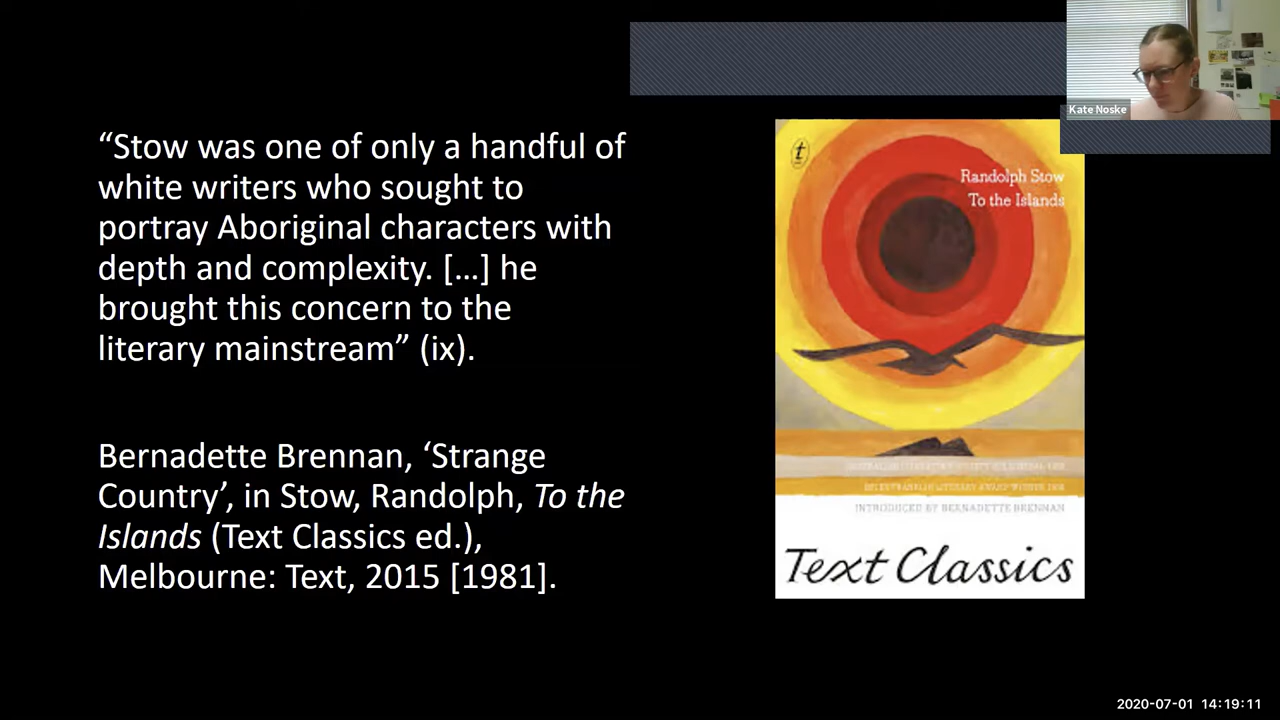 Kate Noske
“Stow was one of only a handful of
white writers who sought to
portray Aboriginal characters with
depth and complexity. […] he
brought this concern to the
literary mainstream” (ix).
Bernadette Brennan, ‘Strange
Country’, in Stow, Randolph, To the
Islands (Text Classics ed.),
Melbourne: Text, 2015 [1981].
t
Randolph Stow
To the Islands
INTRODUCED BY BERNADETTE BRENNAN
Text Classics
2020-07-01 14:19:11